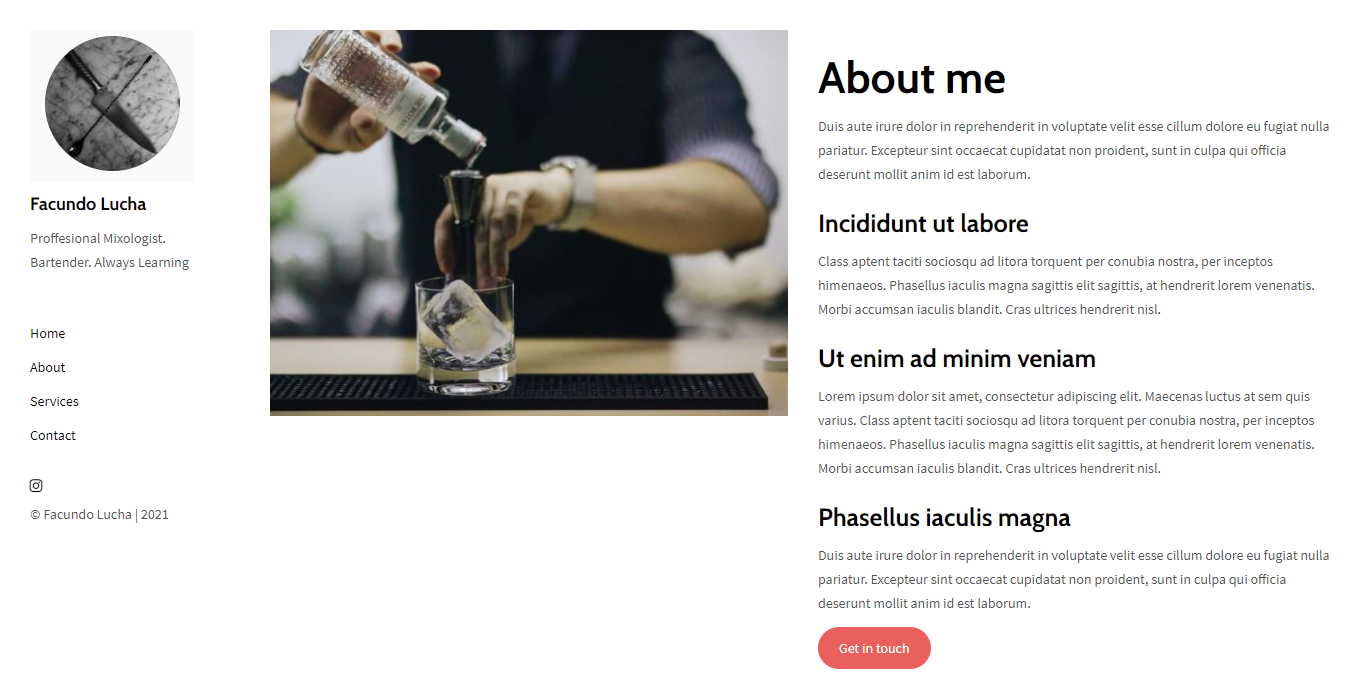 Facundo Lucha
Proffesional Mixologist.
Bartender. Always Learning
Home
About
Services
Contact
© Facundo Lucha | 2021
About me
Duis aute irure dolor in reprehenderit in voluptate velit esse cillum dolore eu fugiat nulla
pariatur. Excepteur sint occaecat cupidatat non proident, sunt in culpa qui officia
deserunt mollit anim id est laborum.
Incididunt ut labore
Class aptent taciti sociosqu ad litora torquent per conubia nostra, per inceptos
himenaeos. Phasellus iaculis magna sagittis elit sagittis, at hendrerit lorem venenatis.
Morbi accumsan iaculis blandit. Cras ultrices hendrerit nisl.
Ut enim ad minim veniam
Lorem ipsum dolor sit amet, consectetur adipiscing elit. Maecenas luctus at sem quis
varius. Class aptent taciti sociosqu ad litora torquent per conubia nostra, per inceptos
himenaeos. Phasellus iaculis magna sagittis elit sagittis, at hendrerit lorem venenatis.
Morbi accumsan iaculis blandit. Cras ultrices hendrerit nisl.
Phasellus iaculis magna
Duis aute irure dolor in reprehenderit in voluptate velit esse cillum dolore eu fugiat nulla
pariatur. Excepteur sint occaecat cupidatat non proident, sunt in culpa qui officia
deserunt mollit anim id est laborum.
Get in touch